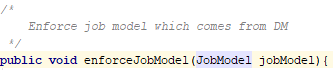 /*
Enforce job model which comes from DM
*/
public void enforceJobModel(JobModel jobModel){